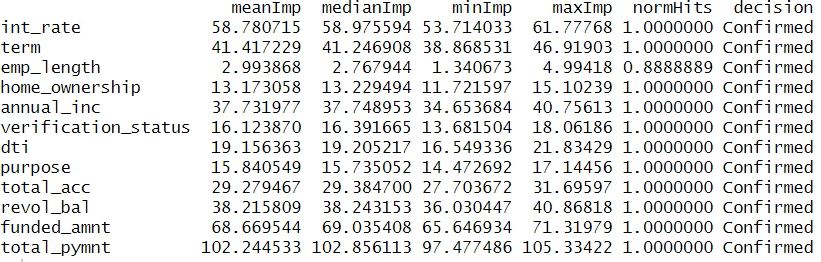 meanImp medianImp minImp maxImp normHits decision
int_rate 58.780715 58.975594 53.714033 61.77768 1.0000000 Confirmed
term 41.417229 41.246908 38.868531 46.91903 1.0000000 Confirmed
emp_length 2.993868 2.767944 1.340673 4.99418 0.8888889 Confirmed
home_ownership 13.173058 13.229494 11.721597 15.10239 1.0000000 Confirmed
annual_inc 37.731977 37.748953 34.653684 40.75613 1.0000000 Confirmed
verification_status 16.123870 16.391665 13.681504 18.06186 1.0000000 Confirmed
dti 19.156363 19.205217 16.549336 21.83429 1.0000000 Confirmed
purpose 15.840549 15.735052 14.472692 17.14456 1.0000000 Confirmed
total_acc 29.279467 29.384700 27.703672 31.69597 1.0000000 Confirmed
revol_bal 38.215809 38.243153 36.030447 40.86818 1.0000000 Confirmed
funded_amnt 68.669544 69.035408 65.646934 71.31979 1.0000000 Confirmed
total_pymnt 102.244533 102.856113 97.477486 105.33422 1.0000000 Confirmed